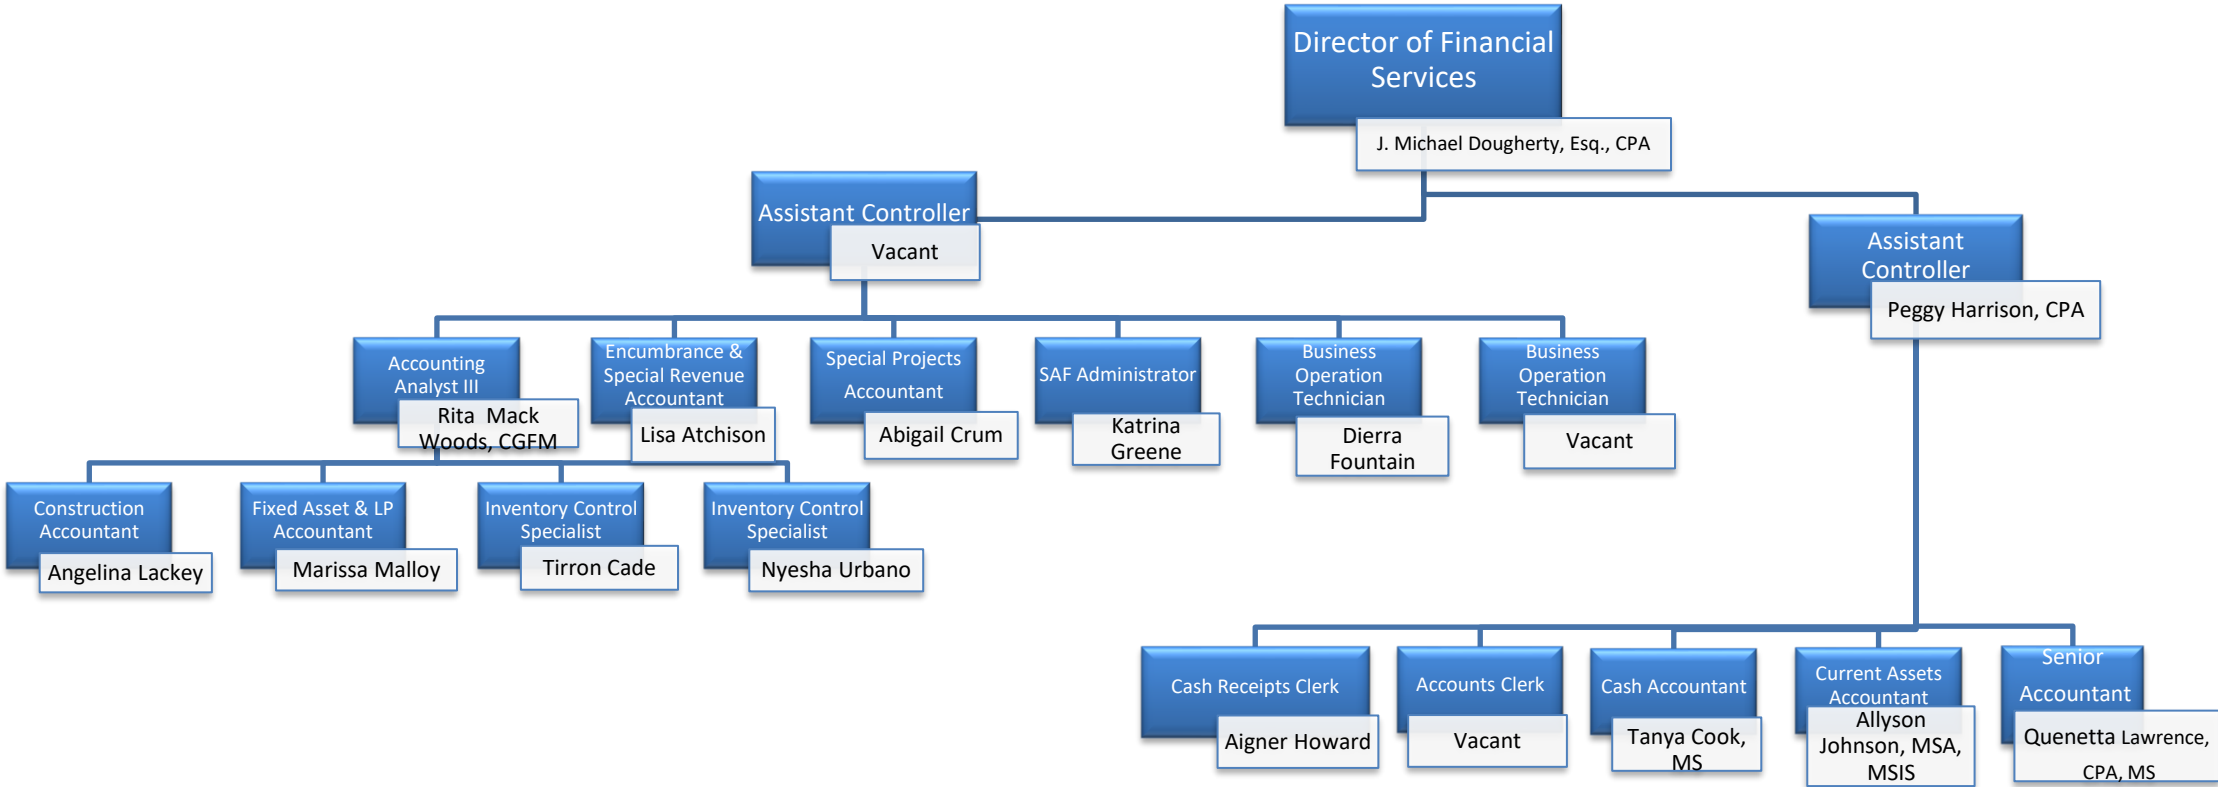 Director of Financial
Services
J. Michael Dougherty, Esq., CPA
Assistant Controller
Vacant
Assistant
Controller
Peggy Harrison, CPA
Accounting
Analyst III
Rita  Mack
Woods, CGFM
Encumbrance &
Special Revenue
Accountant
Lisa Atchison
Special Projects
Accountant
Abigail Crum
SAF Administrator
Katrina
Greene
Business
Operation
Technician
Dierra
Fountain
Business
Operation
Technician
Vacant
Construction
Accountant
Angelina Lackey
Fixed Asset & LP
Accountant
Marissa Malloy
Inventory Control
Specialist
Tirron Cade
Inventory Control
Specialist
Nyesha Urbano
Cash Receipts Clerk
Aigner Howard
Accounts Clerk
Vacant
Cash Accountant
Tanya Cook,
MS
Current Assets
Accountant
Allyson
Johnson, MSA,
MSIS
Senior
Accountant
Quenetta Lawrence,
CPA, MS